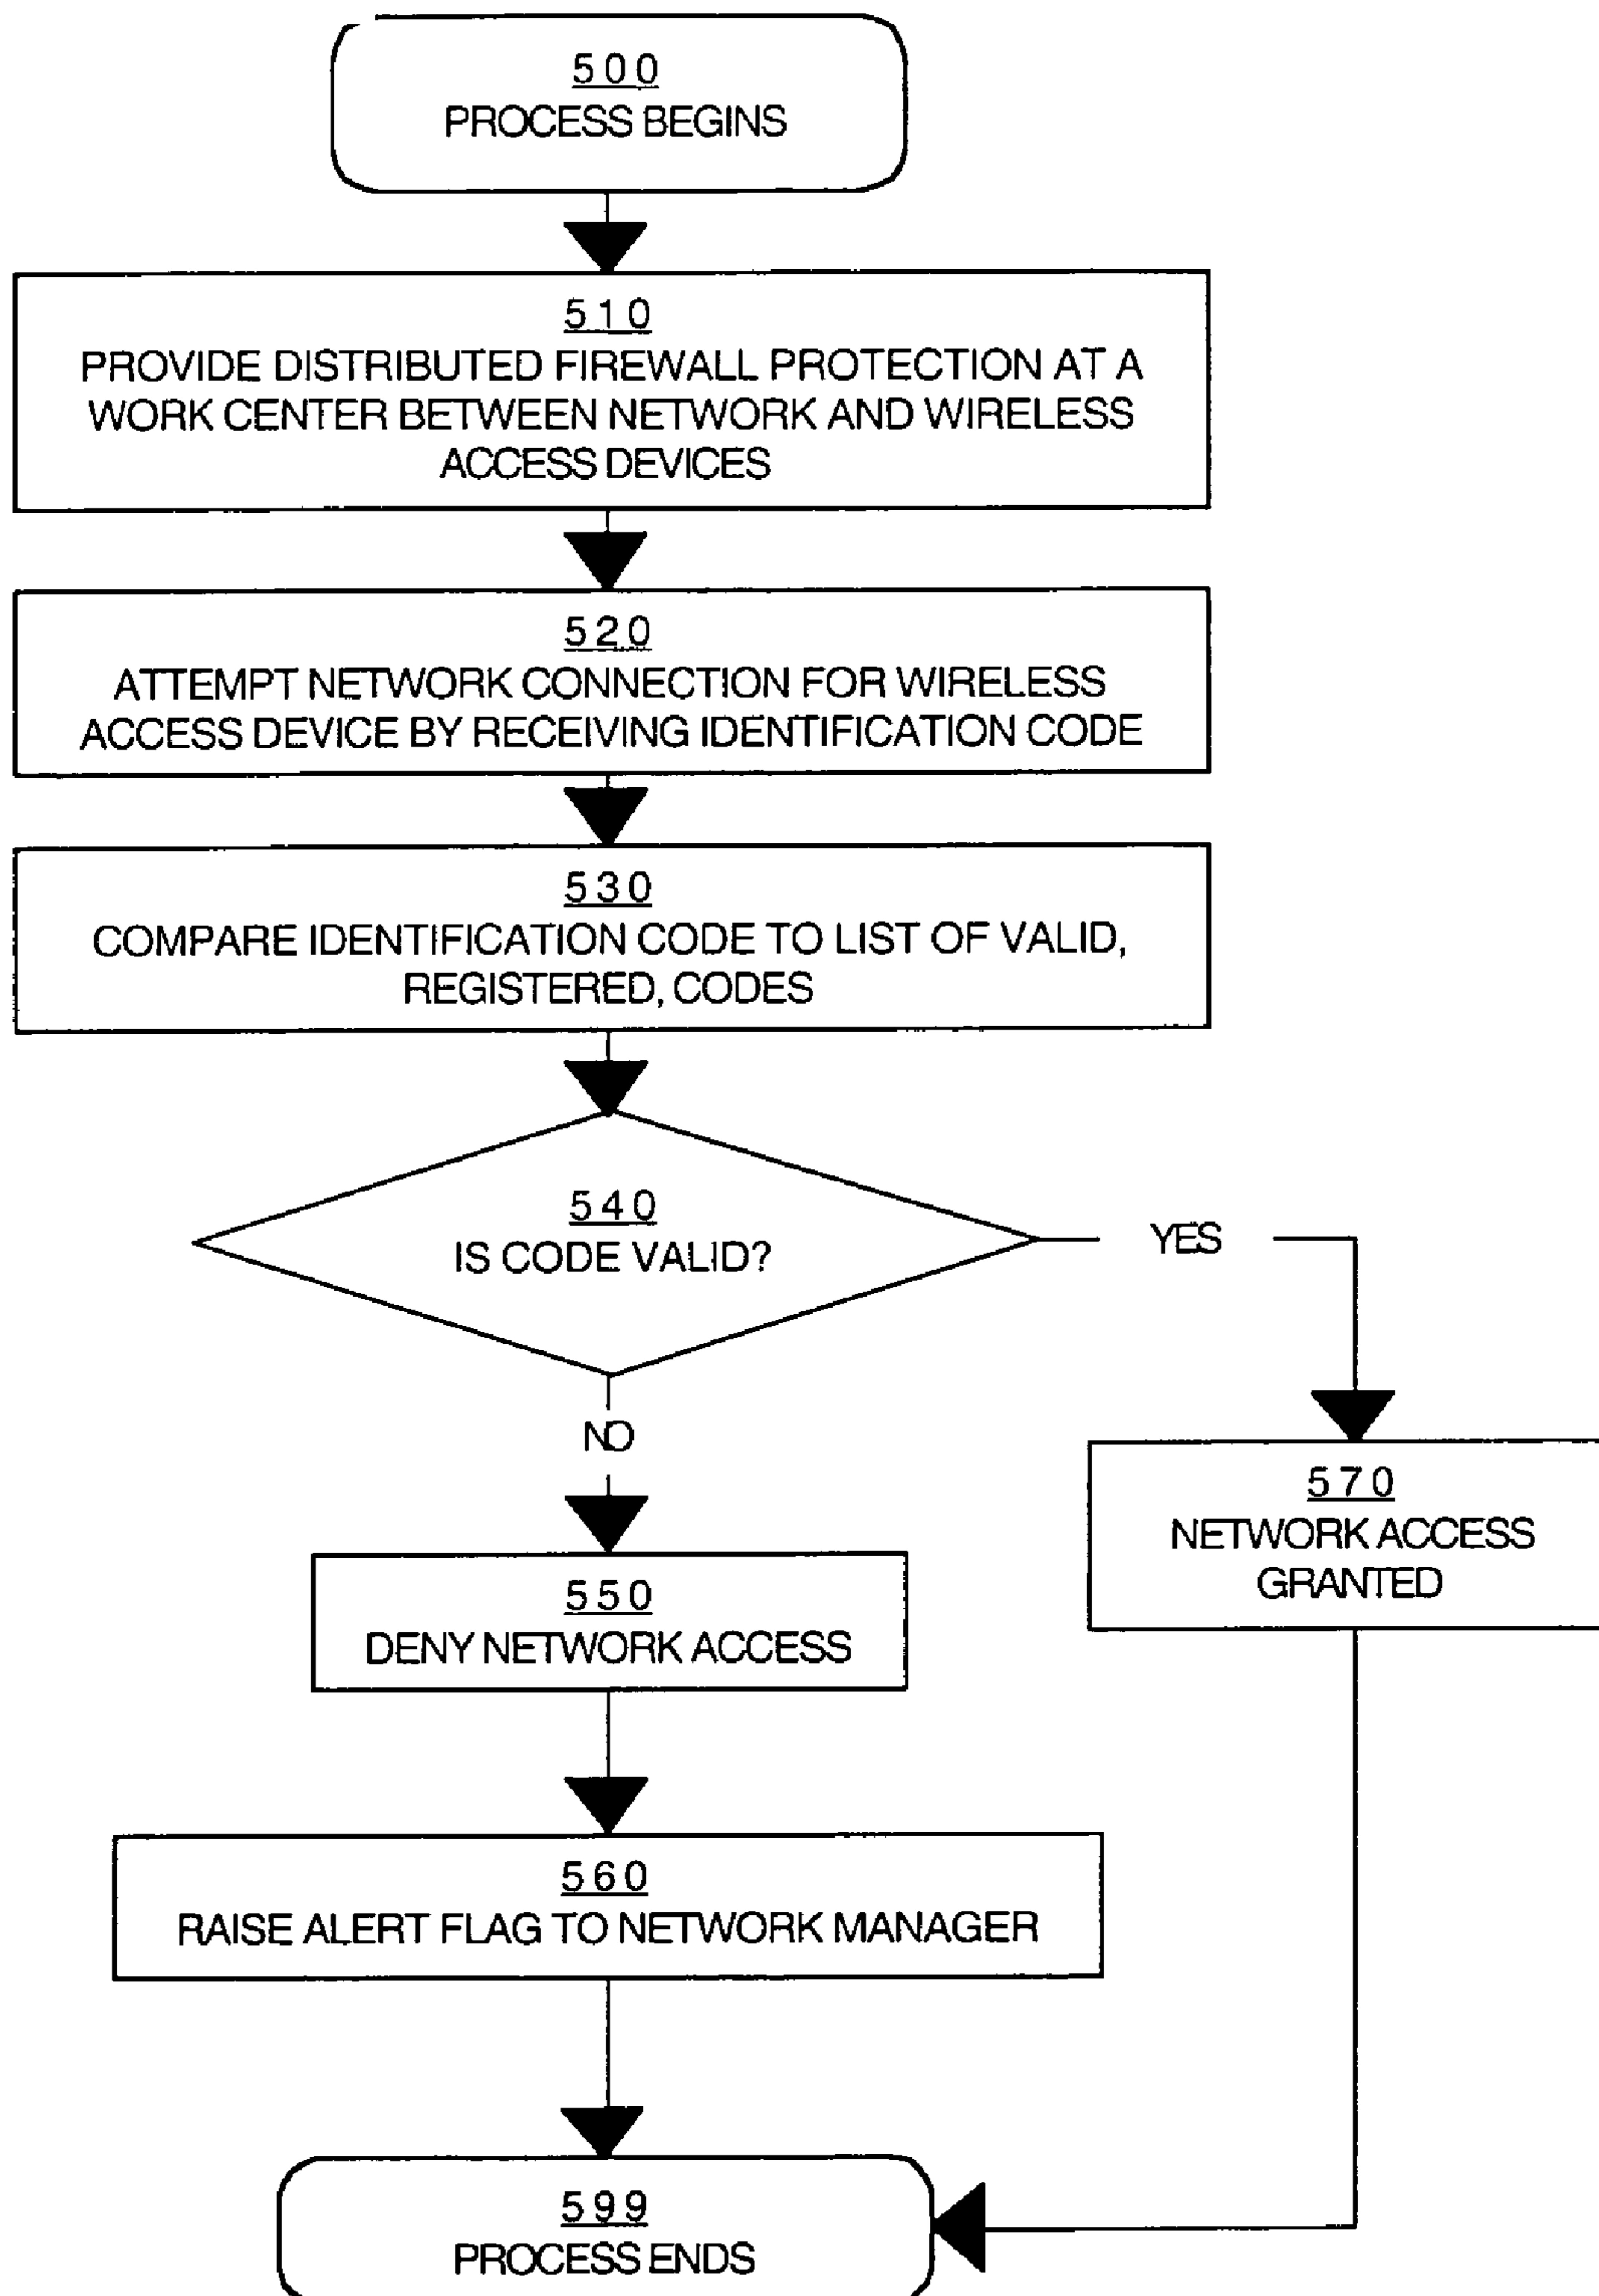 500
PROCESS BEGINS
510
PROVIDE DISTRIBUTED FIREWALL PROTECTION AT A
WORK CENTER BETWEEN NETWORK AND WIRELESS
ACCESS DEVICES
520
ATTEMPT NETWORK CONNECTION FOR WIRELESS
ACCESS DEVICE BY RECEIVING IDENTIFICATION CODE
530
COMPARE IDENTIFICATION CODE TO LIST OF VALID,
REGISTERED, CODES
540
IS CODE VALID?
YES
NO
570
NETWORK ACCESS
GRANTED
550
DENY NETWORK ACCESS
560
RAISE ALERT FLAG TO NETWORK MANAGER
599
PROCESS ENDS